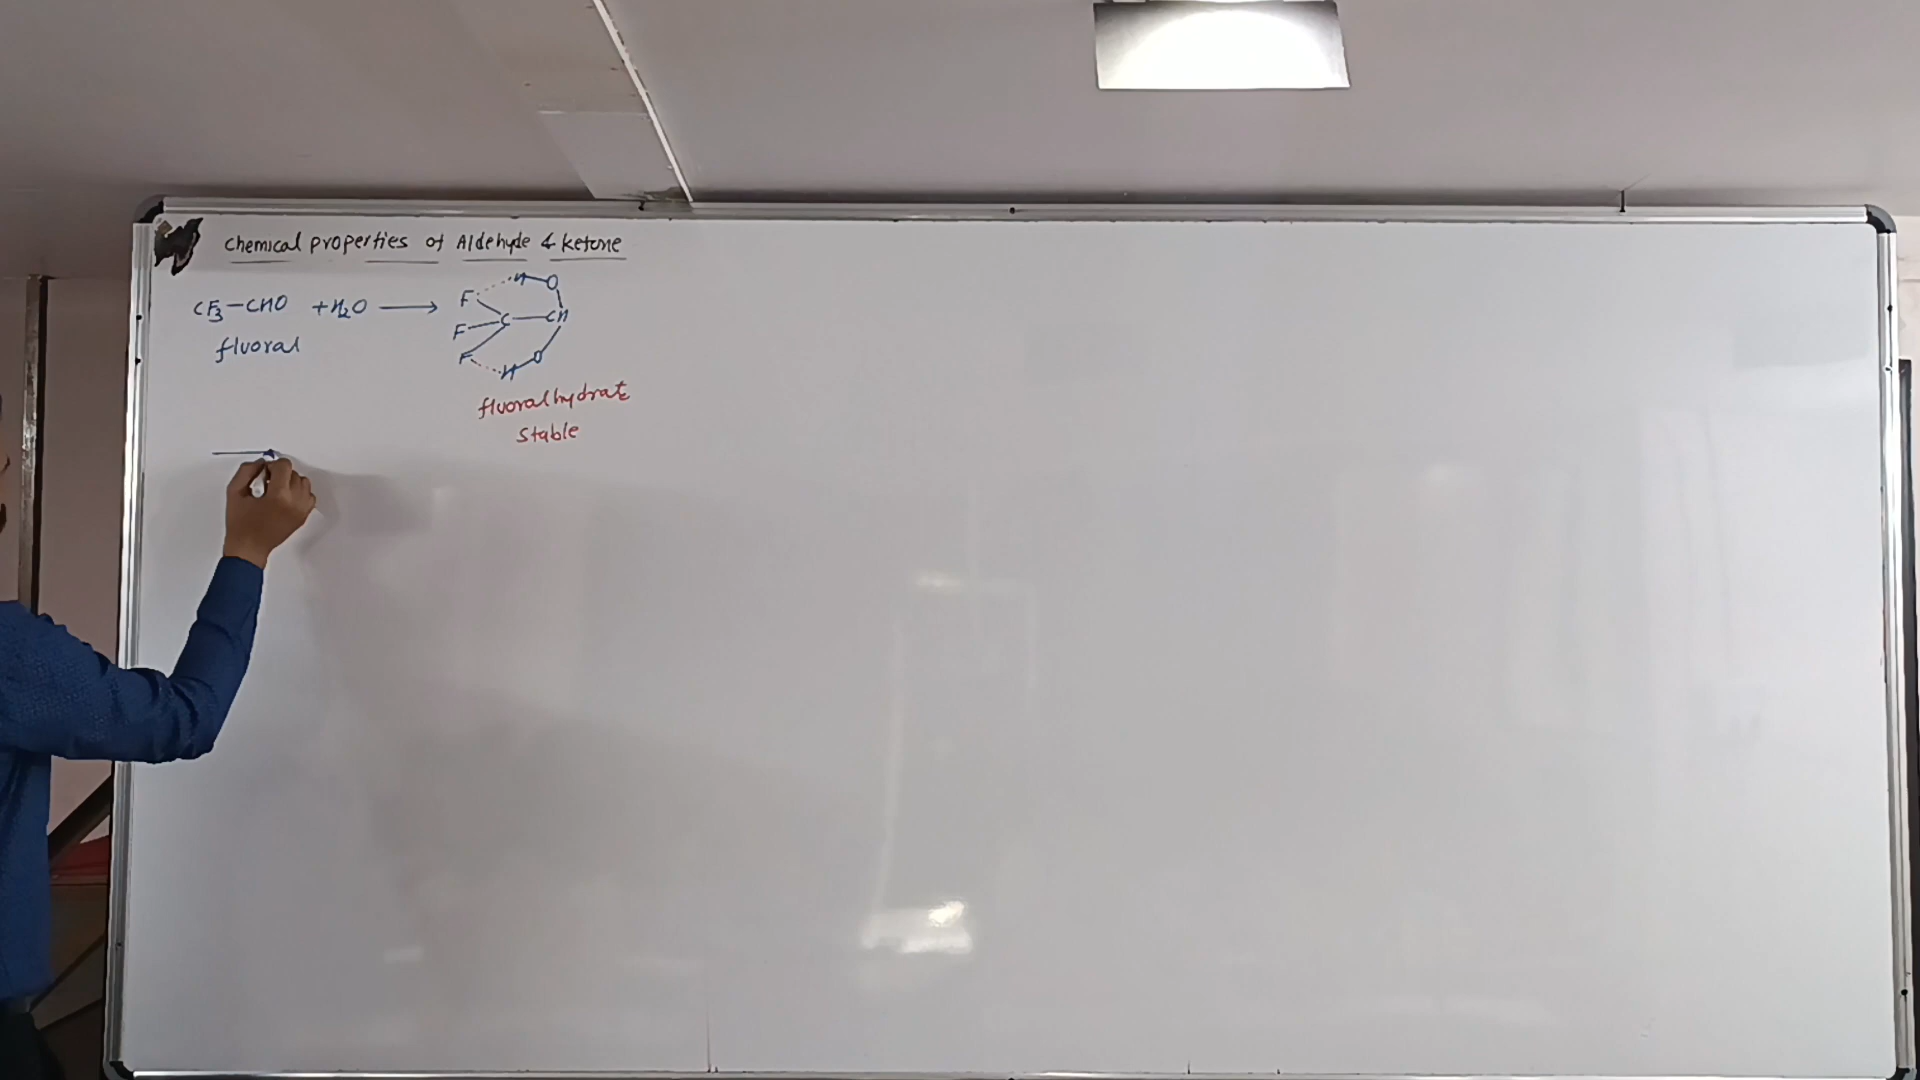 Chemical properties of Aldehyde & ketone
CF₃—CHO + H₂O ⟶
fluoral
H—O
F
F—C—CH
F
H—O
fluoral hydrate
stable